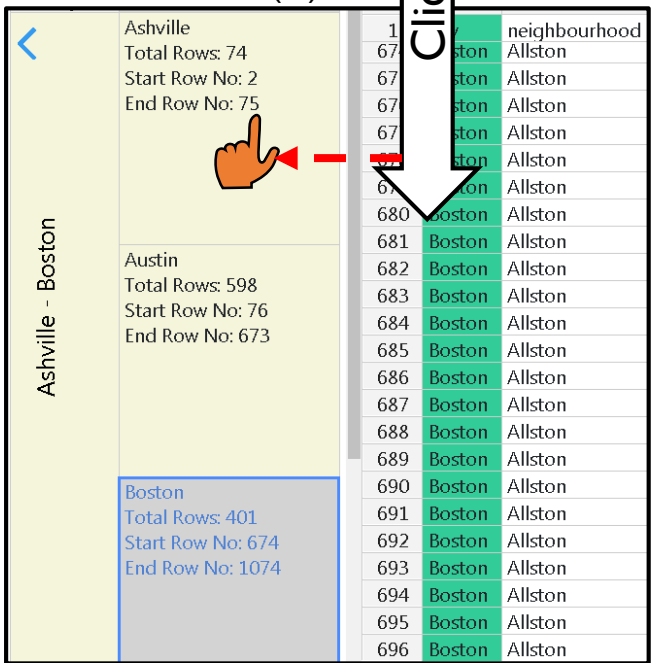 Ashville - Boston
Ashville
Total Rows: 74
Start Row No: 2
End Row No: 75
Austin
Total Rows: 598
Start Row No: 76
End Row No: 673
Boston
Total Rows: 401
Start Row No: 674
End Row No: 1074
1 neighbourhood
Allston
Allston
Allston
Allston
Allston
Allston
680 Boston Allston
681 Boston Allston
682 Boston Allston
683 Boston Allston
684 Boston Allston
685 Boston Allston
686 Boston Allston
687 Boston Allston
688 Boston Allston
689 Boston Allston
690 Boston Allston
691 Boston Allston
692 Boston Allston
693 Boston Allston
694 Boston Allston
695 Boston Allston
696 Boston Allston